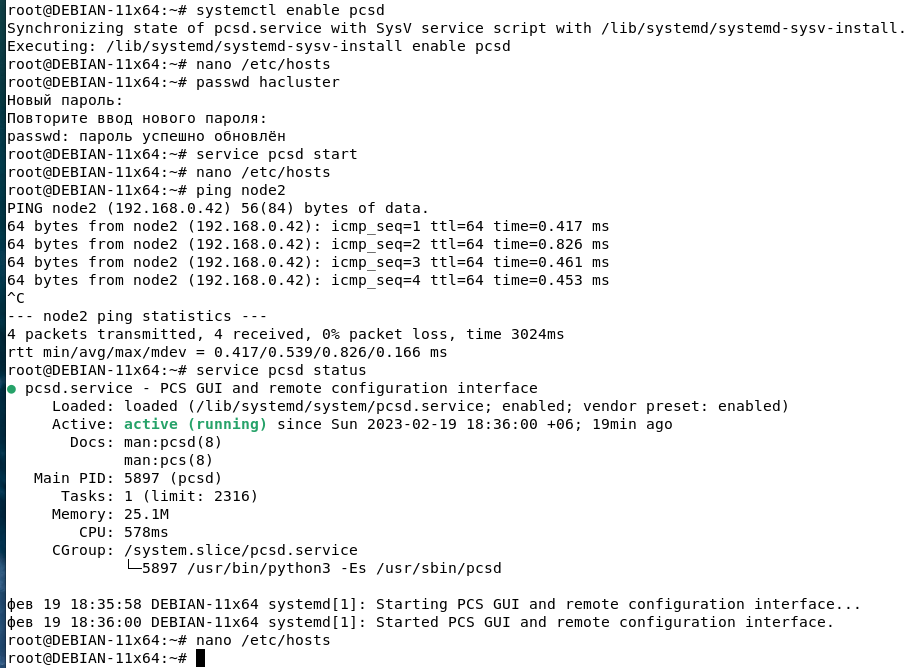 root@DEBIAN-11x64:~# systemctl enable pcsd
Synchronizing state of pcsd.service with SysV service script with /lib/systemd/systemd-sysv-install.
Executing: /lib/systemd/systemd-sysv-install enable pcsd
root@DEBIAN-11x64:~# nano /etc/hosts
root@DEBIAN-11x64:~# passwd hacluster
Новый пароль:
Повторите ввод нового пароля:
passwd: пароль успешно обновлён
root@DEBIAN-11x64:~# service pcsd start
root@DEBIAN-11x64:~# nano /etc/hosts
root@DEBIAN-11x64:~# ping node2
PING node2 (192.168.0.42) 56(84) bytes of data.
64 bytes from node2 (192.168.0.42): icmp_seq=1 ttl=64 time=0.417 ms
64 bytes from node2 (192.168.0.42): icmp_seq=2 ttl=64 time=0.826 ms
64 bytes from node2 (192.168.0.42): icmp_seq=3 ttl=64 time=0.461 ms
64 bytes from node2 (192.168.0.42): icmp_seq=4 ttl=64 time=0.453 ms
^C
--- node2 ping statistics ---
4 packets transmitted, 4 received, 0% packet loss, time 3024ms
rtt min/avg/max/mdev = 0.417/0.539/0.826/0.166 ms
root@DEBIAN-11x64:~# service pcsd status
● pcsd.service - PCS GUI and remote configuration interface
     Loaded: loaded (/lib/systemd/system/pcsd.service; enabled; vendor preset: enabled)
     Active: active (running) since Sun 2023-02-19 18:36:00 +06; 19min ago
       Docs: man:pcsd(8)
             man:pcs(8)
   Main PID: 5897 (pcsd)
      Tasks: 1 (limit: 2316)
     Memory: 25.1M
        CPU: 578ms
     CGroup: /system.slice/pcsd.service
             └─5897 /usr/bin/python3 -Es /usr/sbin/pcsd
фев 19 18:35:58 DEBIAN-11x64 systemd[1]: Starting PCS GUI and remote configuration interface...
фев 19 18:36:00 DEBIAN-11x64 systemd[1]: Started PCS GUI and remote configuration interface.
root@DEBIAN-11x64:~# nano /etc/hosts
root@DEBIAN-11x64:~#